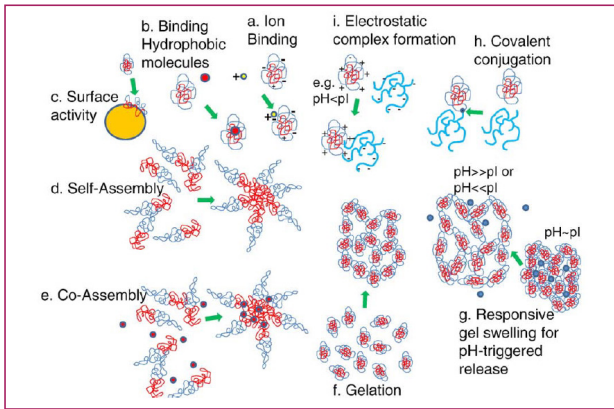 b. Binding
Hydrophobic
molecules
a. Ion
Binding
i. Electrostatic
complex formation
h. Covalent
conjugation
e.g.
pH<pI
c. Surface
activity
d. Self-Assembly
pH>>pI or
pH<<pI
pH~pI
e. Co-Assembly
g. Responsive
gel swelling for
pH-triggered
release
f. Gelation